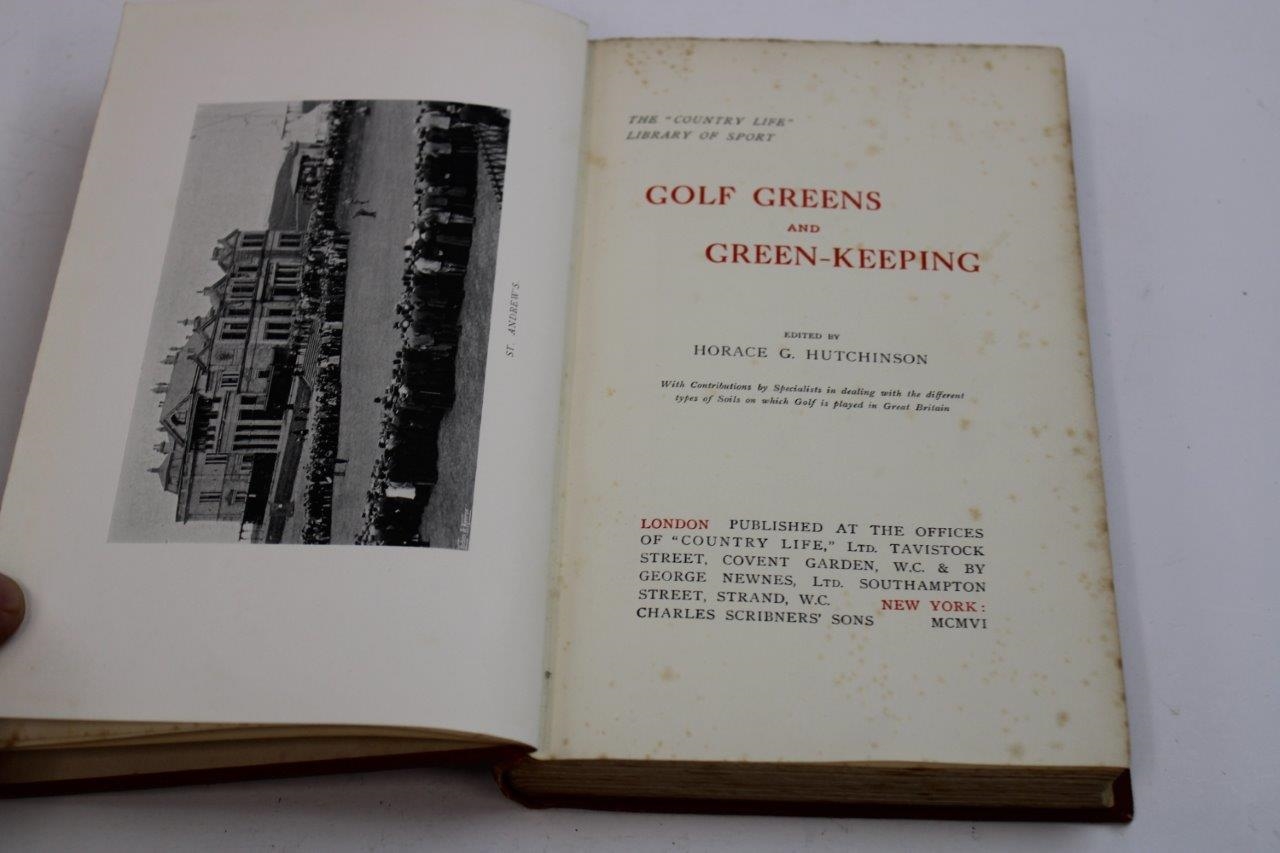 ST. ANDREWS.
THE "COUNTRY LIFE"
LIBRARY OF SPORT
GOLF GREENS
AND
GREEN-KEEPING
EDITED BY
HORACE G. HUTCHINSON
With Contributions by Specialists in dealing with the different
types of Soils on which Golf is played in Great Britain
LONDON PUBLISHED AT THE OFFICES
OF "COUNTRY LIFE," LTD. TAVISTOCK
STREET, COVENT GARDEN, W.C. & BY
GEORGE NEWNES, LTD. SOUTHAMPTON
STREET, STRAND, W.C. NEW YORK:
CHARLES SCRIBNERS' SONS MCMVI